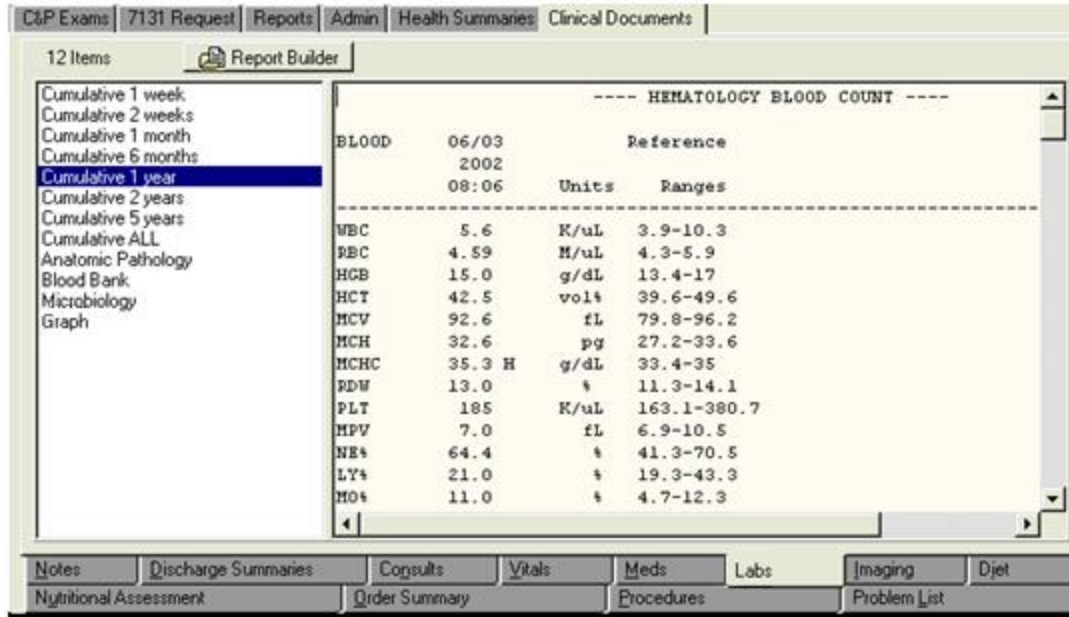 C&P Exams 7131 Request Reports Admin Health Summaries Clinical Documents
12 Items Report Builder
Cumulative 1 week
Cumulative 2 weeks
Cumulative 1 month
Cumulative 6 months
Cumulative 1 year
Cumulative 2 years
Cumulative 5 years
Cumulative ALL
Anatomic Pathology
Blood Bank
Microbiology
Graph
---- HEMATOLOGY BLOOD COUNT ----
BLOOD 06/03 Reference
2002
08:06 Units Ranges
WBC 5.6 K/uL 3.9-10.3
RBC 4.59 M/uL 4.3-5.9
HGB 15.0 g/dL 13.4-17
HCT 42.5 vol% 39.6-49.6
MCV 92.6 fL 79.8-96.2
MCH 32.6 pg 27.2-33.6
MCHC 35.3 H g/dL 33.4-35
RDW 13.0 % 11.3-14.1
PLT 185 K/uL 163.1-380.7
MPV 7.0 fL 6.9-10.5
NE% 64.4 % 41.3-70.5
LY% 21.0 % 19.3-43.3
MO% 11.0 % 4.7-12.3
Notes Discharge Summaries Consults Vitals Meds Labs Imaging Diet
Nutritional Assessment Order Summary Procedures Problem List